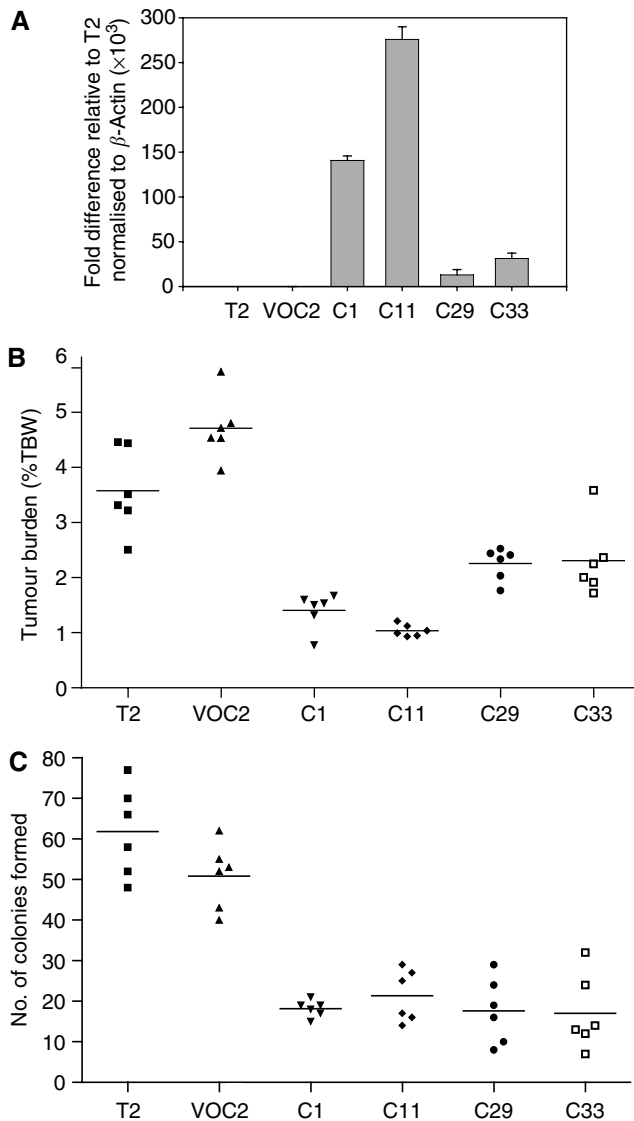 A
Fold difference relative to T2
normalised to β-Actin (×10³)
300
250
150
100
50
0
T2 VOC2 C1 C11 C29 C33
B
Tumour burden (%TBW)
6
5
4
3
2
1
0
T2 VOC2 C1 C11 C29 C33
C
No. of colonies formed
80
70
60
50
40
30
20
10
0
T2 VOC2 C1 C11 C29 C33